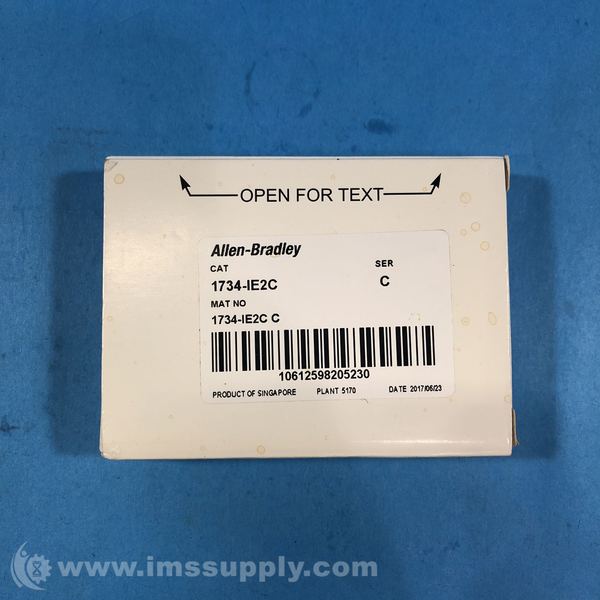 OPEN FOR TEXT
Allen-Bradley
CAT SER
1734-IE2C C
MAT NO
1734-IE2C C
10612598205230
PRODUCT OF SINGAPORE PLANT 5170 DATE 2017/06/23
www.imssupply.com